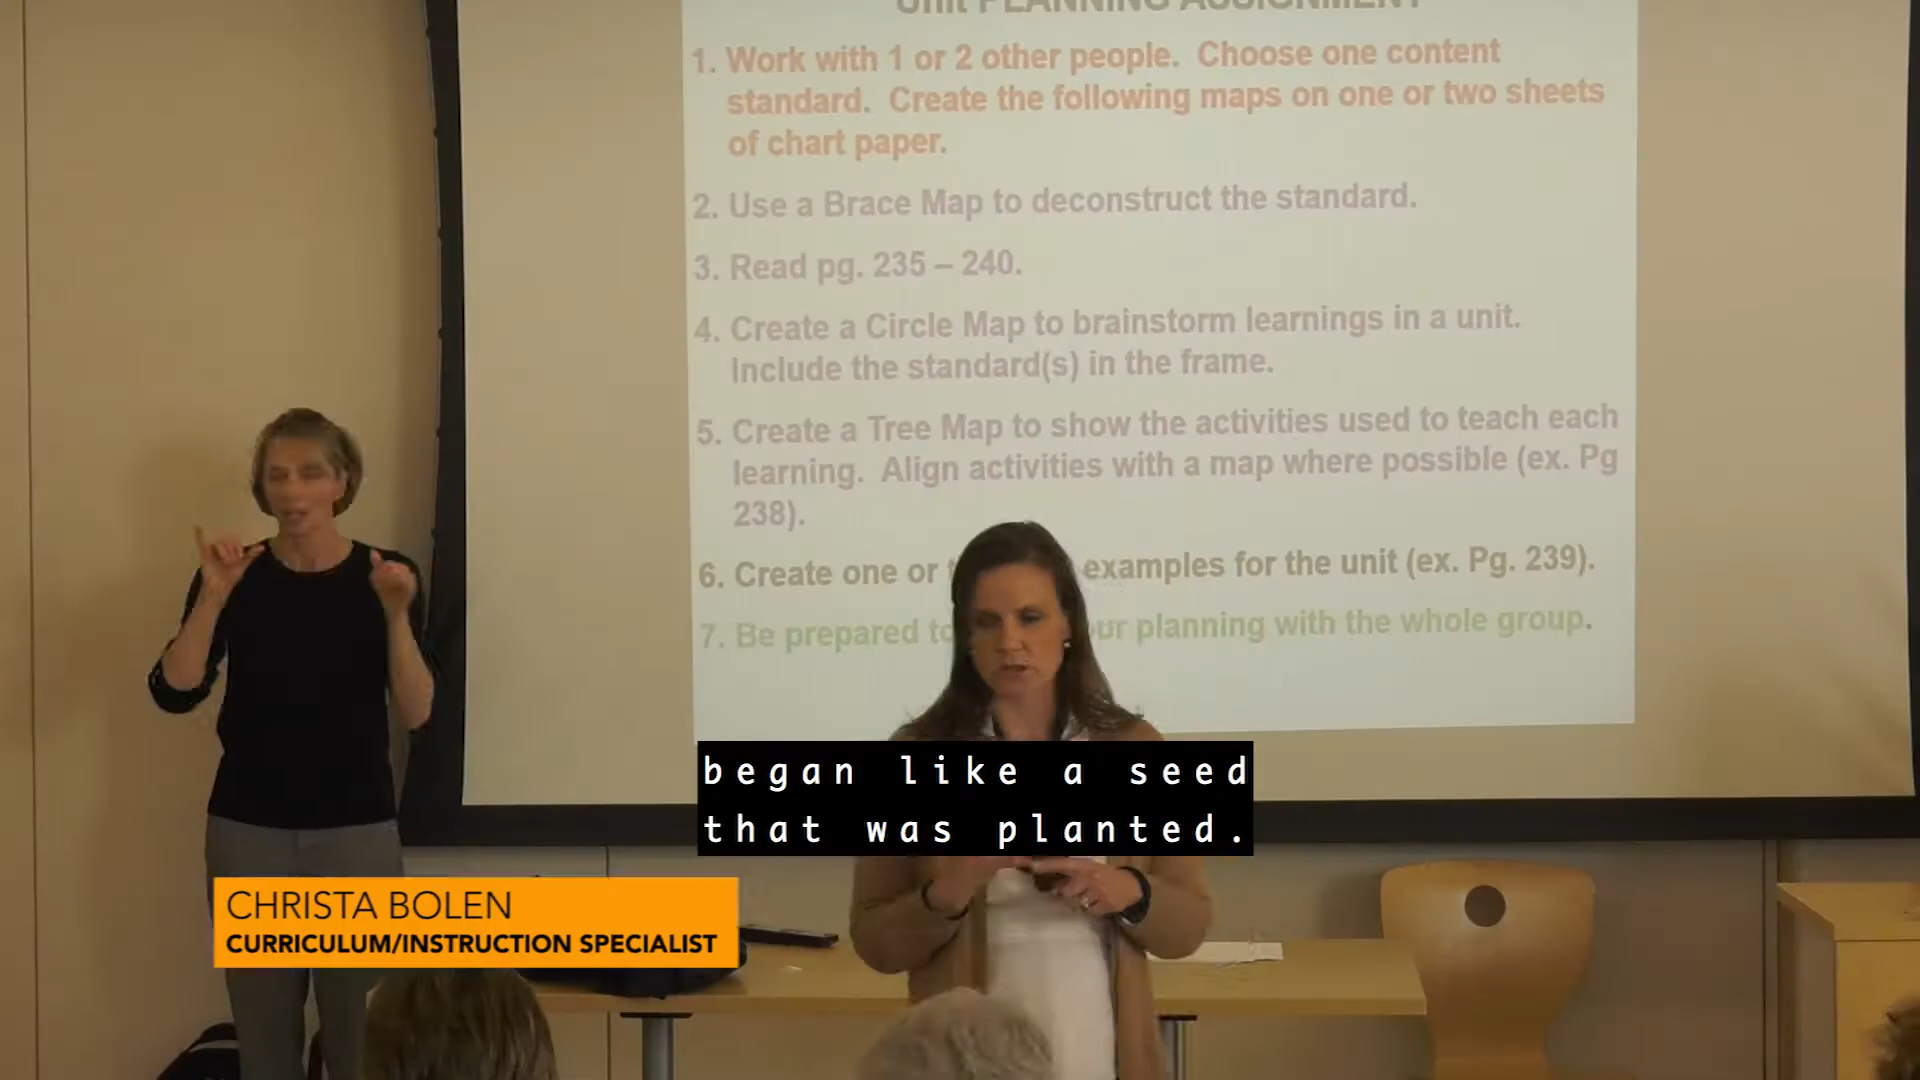 Unit PLANNING ASSIGNMENT
1. Work with 1 or 2 other people. Choose one content
standard. Create the following maps on one or two sheets
of chart paper.
2. Use a Brace Map to deconstruct the standard.
3. Read pg. 235 – 240.
4. Create a Circle Map to brainstorm learnings in a unit.
Include the standard(s) in the frame.
5. Create a Tree Map to show the activities used to teach each
learning. Align activities with a map where possible (ex. Pg
238).
6. Create one or examples for the unit (ex. Pg. 239).
7. Be prepared to planning with the whole group.
began like a seed
that was planted.
CHRISTA BOLEN
CURRICULUM/INSTRUCTION SPECIALIST